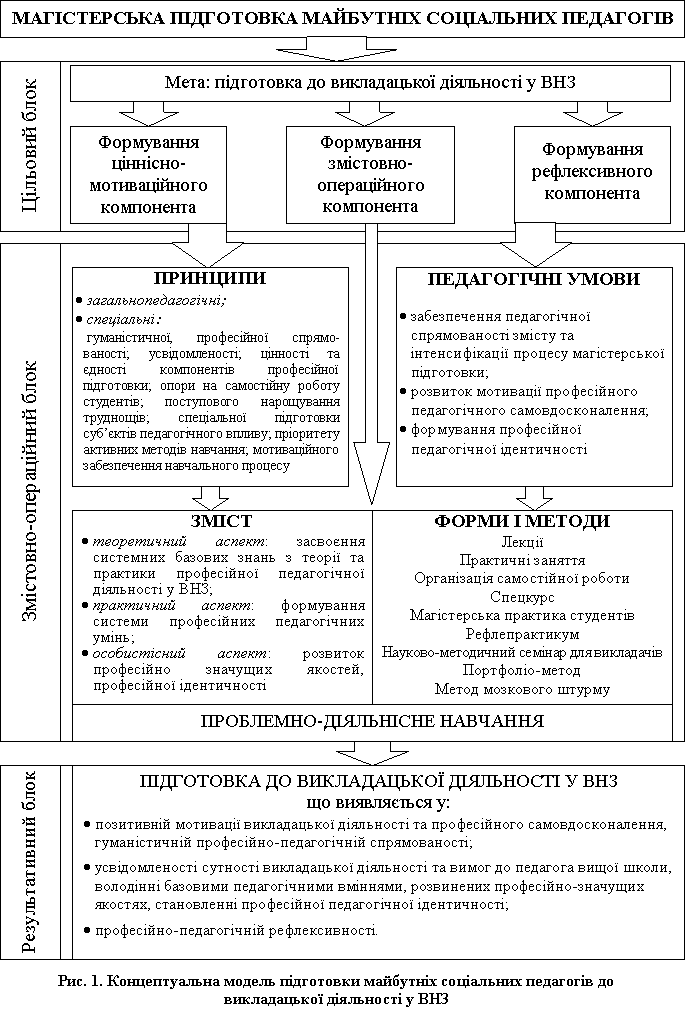 МАГІСТЕРСЬКА ПІДГОТОВКА МАЙБУТНІХ СОЦІАЛЬНИХ ПЕДАГОГІВ
Цільовий блок
Мета: підготовка до викладацької діяльності у ВНЗ
Формування
ціннісно-
мотиваційного
компонента
Формування
змістовно-
операційного
компонента
Формування
рефлексивного
компонента
Змістовно-операційний блок
ПРИНЦИПИ
• загальнопедагогічні;
• спеціальні:
гуманістичної, професійної спрямо-
ваності; усвідомленості; цінності та
єдності компонентів професійної
підготовки; опори на самостійну роботу
студентів; поступового нарощування
труднощів; спеціальної підготовки
суб’єктів педагогічного впливу; пріоритету
активних методів навчання; мотиваційного
забезпечення навчального процесу
ПЕДАГОГІЧНІ УМОВИ
• забезпечення педагогічної
спрямованості змісту та
інтенсифікації процесу магістерської
підготовки;
• розвиток мотивації професійного
педагогічного самовдосконалення;
• формування професійної
педагогічної ідентичності
ЗМІСТ
• теоретичний аспект: засвоєння
системних базових знань з теорії та
практики професійної педагогічної
діяльності у ВНЗ;
• практичний аспект: формування
системи професійних педагогічних
умінь;
• особистісний аспект: розвиток
професійно значущих якостей,
професійної ідентичності
ФОРМИ І МЕТОДИ
Лекції
Практичні заняття
Організація самостійної роботи
Спецкурс
Магістерська практика студентів
Рефлепрактикум
Науково-методичний семінар для викладачів
Портфоліо-метод
Метод мозкового штурму
ПРОБЛЕМНО-ДІЯЛЬНІСНЕ НАВЧАННЯ
Результативний блок
ПІДГОТОВКА ДО ВИКЛАДАЦЬКОЇ ДІЯЛЬНОСТІ У ВНЗ
що виявляється у:
• позитивній мотивації викладацької діяльності та професійного самовдосконалення,
гуманістичній професійно-педагогічній спрямованості;
• усвідомленості сутності викладацької діяльності та вимог до педагога вищої школи,
володінні базовими педагогічними вміннями, розвинених професійно-значущих
якостях, становленні професійної педагогічної ідентичності;
• професійно-педагогічній рефлексивності.
Рис. 1. Концептуальна модель підготовки майбутніх соціальних педагогів до
викладацької діяльності у ВНЗ